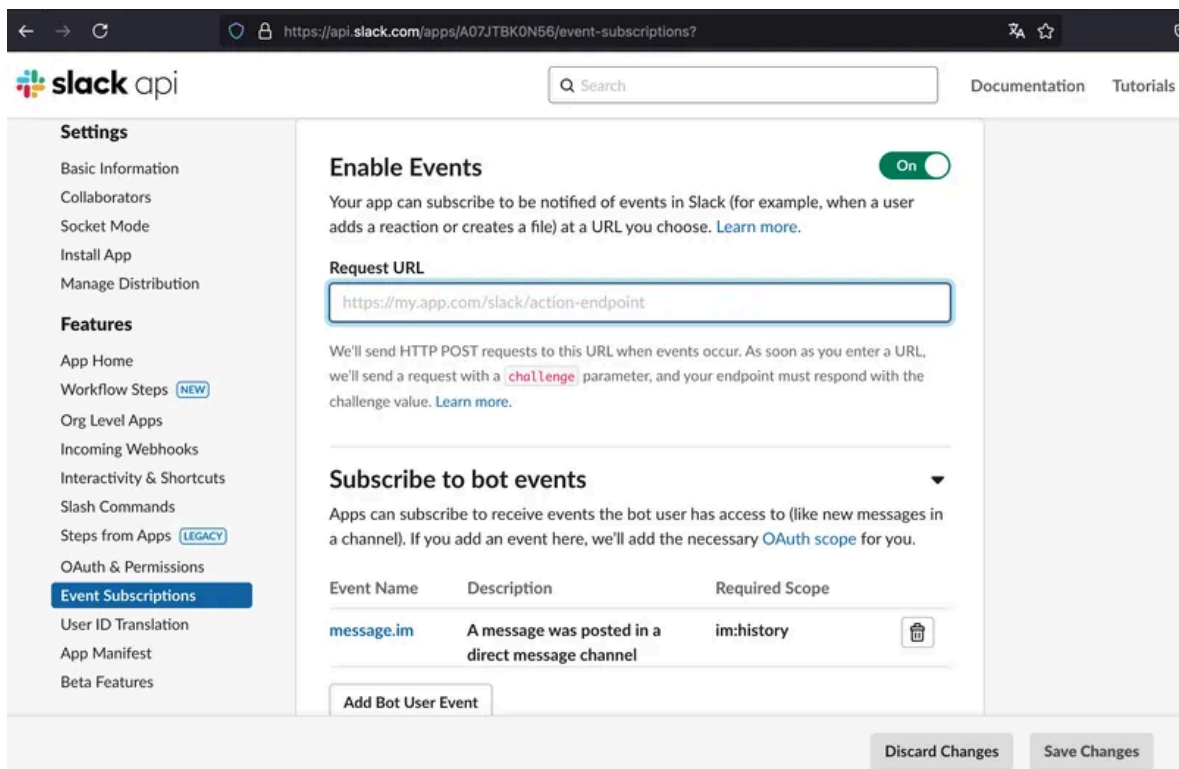 https://api.slack.com/apps/A07JTBK0N56/event-subscriptions?
slack api
Search
Documentation
Tutorials
Settings
Basic Information
Collaborators
Socket Mode
Install App
Manage Distribution
Features
App Home
Workflow Steps NEW
Org Level Apps
Incoming Webhooks
Interactivity & Shortcuts
Slash Commands
Steps from Apps LEGACY
OAuth & Permissions
Event Subscriptions
User ID Translation
App Manifest
Beta Features
Enable Events
On
Your app can subscribe to be notified of events in Slack (for example, when a user
adds a reaction or creates a file) at a URL you choose. Learn more.
Request URL
https://my.app.com/slack/action-endpoint
We'll send HTTP POST requests to this URL when events occur. As soon as you enter a URL,
we'll send a request with a challenge parameter, and your endpoint must respond with the
challenge value. Learn more.
Subscribe to bot events
Apps can subscribe to receive events the bot user has access to (like new messages in
a channel). If you add an event here, we'll add the necessary OAuth scope for you.
Event Name Description Required Scope
message.im A message was posted in a im:history
direct message channel
Add Bot User Event
Discard Changes
Save Changes